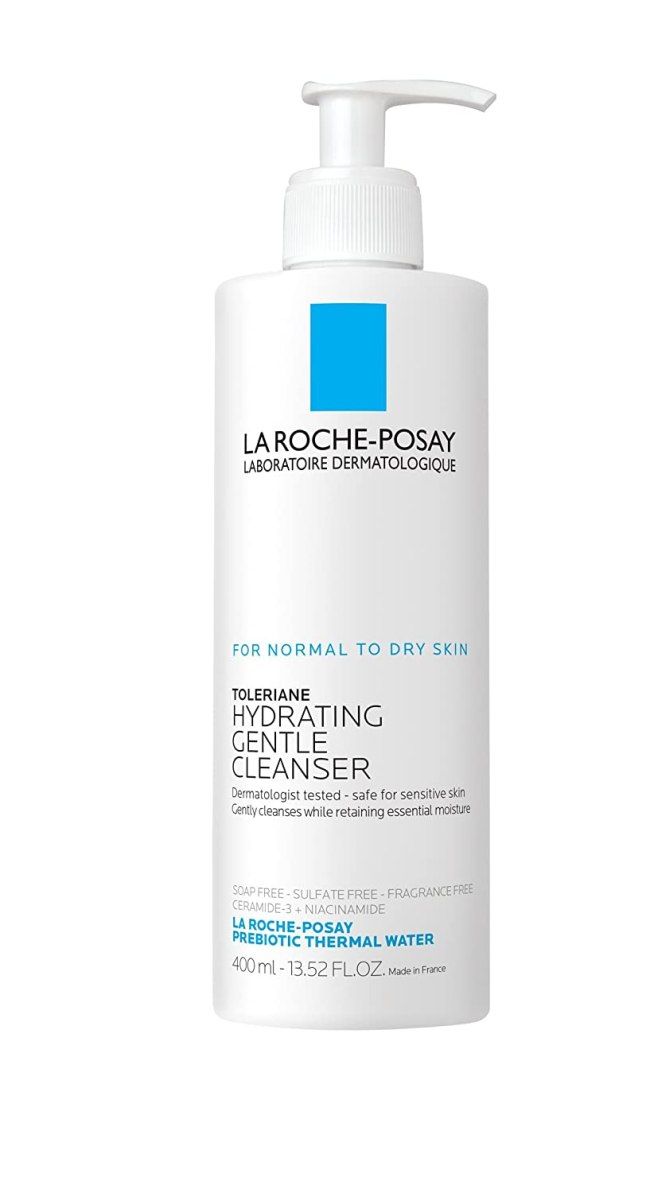 LA ROCHE-POSAY
LABORATOIRE DERMATOLOGIQUE
FOR NORMAL TO DRY SKIN
TOLERIANE
HYDRATING
GENTLE
CLEANSER
Dermatologist tested - safe for sensitive skin
Gently cleanses while retaining essential moisture
SOAP FREE - SULFATE FREE - FRAGRANCE FREE
CERAMIDE-3 + NIACINAMIDE
LA ROCHE-POSAY
PREBIOTIC THERMAL WATER
400 ml - 13.52 FL.OZ. Made in France